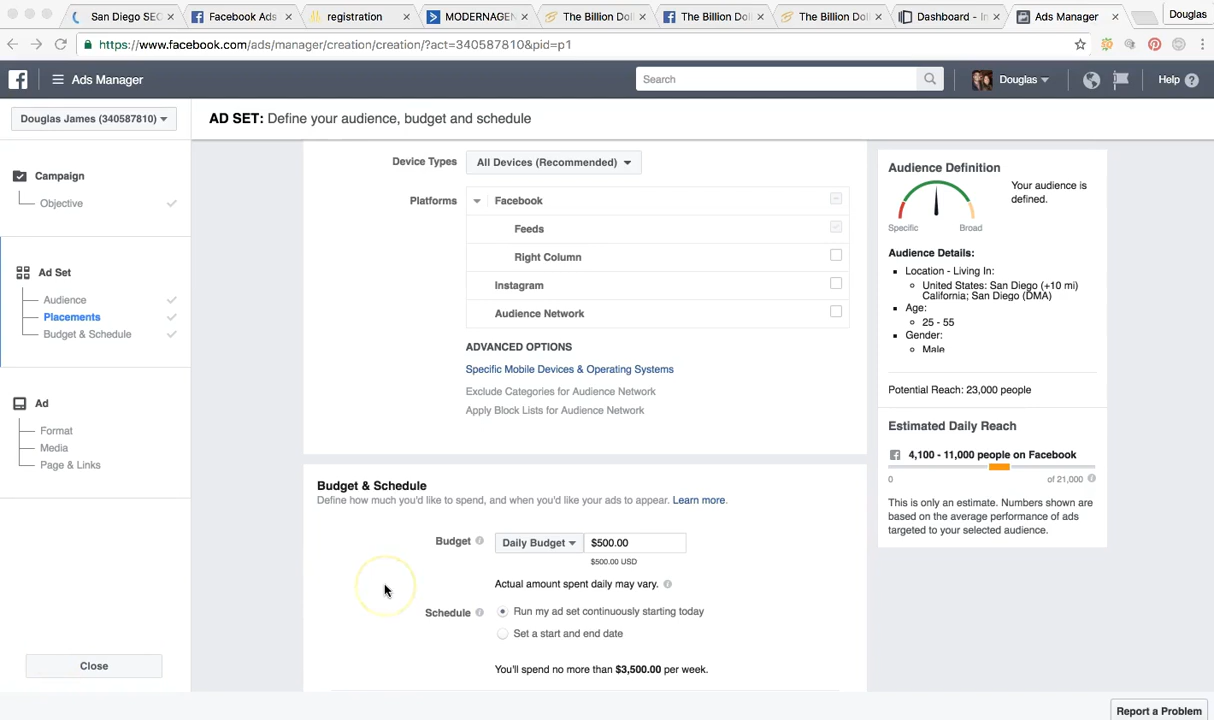 San Diego SEO
Facebook Ads
registration
MODERNAGEN
The Billion Doll
The Billion Doll
The Billion Doll
Dashboard - In
Ads Manager
Douglas
https://www.facebook.com/ads/manager/creation/creation/?act=340587810&pid=p1
Ads Manager
Search
Douglas
Help
Douglas James (340587810)
AD SET: Define your audience, budget and schedule
Campaign
Objective
Ad Set
Audience
Placements
Budget & Schedule
Ad
Format
Media
Page & Links
Close
Device Types
All Devices (Recommended)
Platforms
Facebook
Feeds
Right Column
Instagram
Audience Network
ADVANCED OPTIONS
Specific Mobile Devices & Operating Systems
Exclude Categories for Audience Network
Apply Block Lists for Audience Network
Budget & Schedule
Define how much you'd like to spend, and when you'd like your ads to appear. Learn more.
Budget
Daily Budget
$500.00
$500.00 USD
Actual amount spent daily may vary.
Schedule
Run my ad set continuously starting today
Set a start and end date
You'll spend no more than $3,500.00 per week.
Audience Definition
Your audience is
defined.
Specific
Broad
Audience Details:
Location - Living In:
United States: San Diego (+10 mi)
California; San Diego (DMA)
Age:
25 - 55
Gender:
Male
Potential Reach: 23,000 people
Estimated Daily Reach
4,100 - 11,000 people on Facebook
0
of 21,000
This is only an estimate. Numbers shown are
based on the average performance of ads
targeted to your selected audience.
Report a Problem